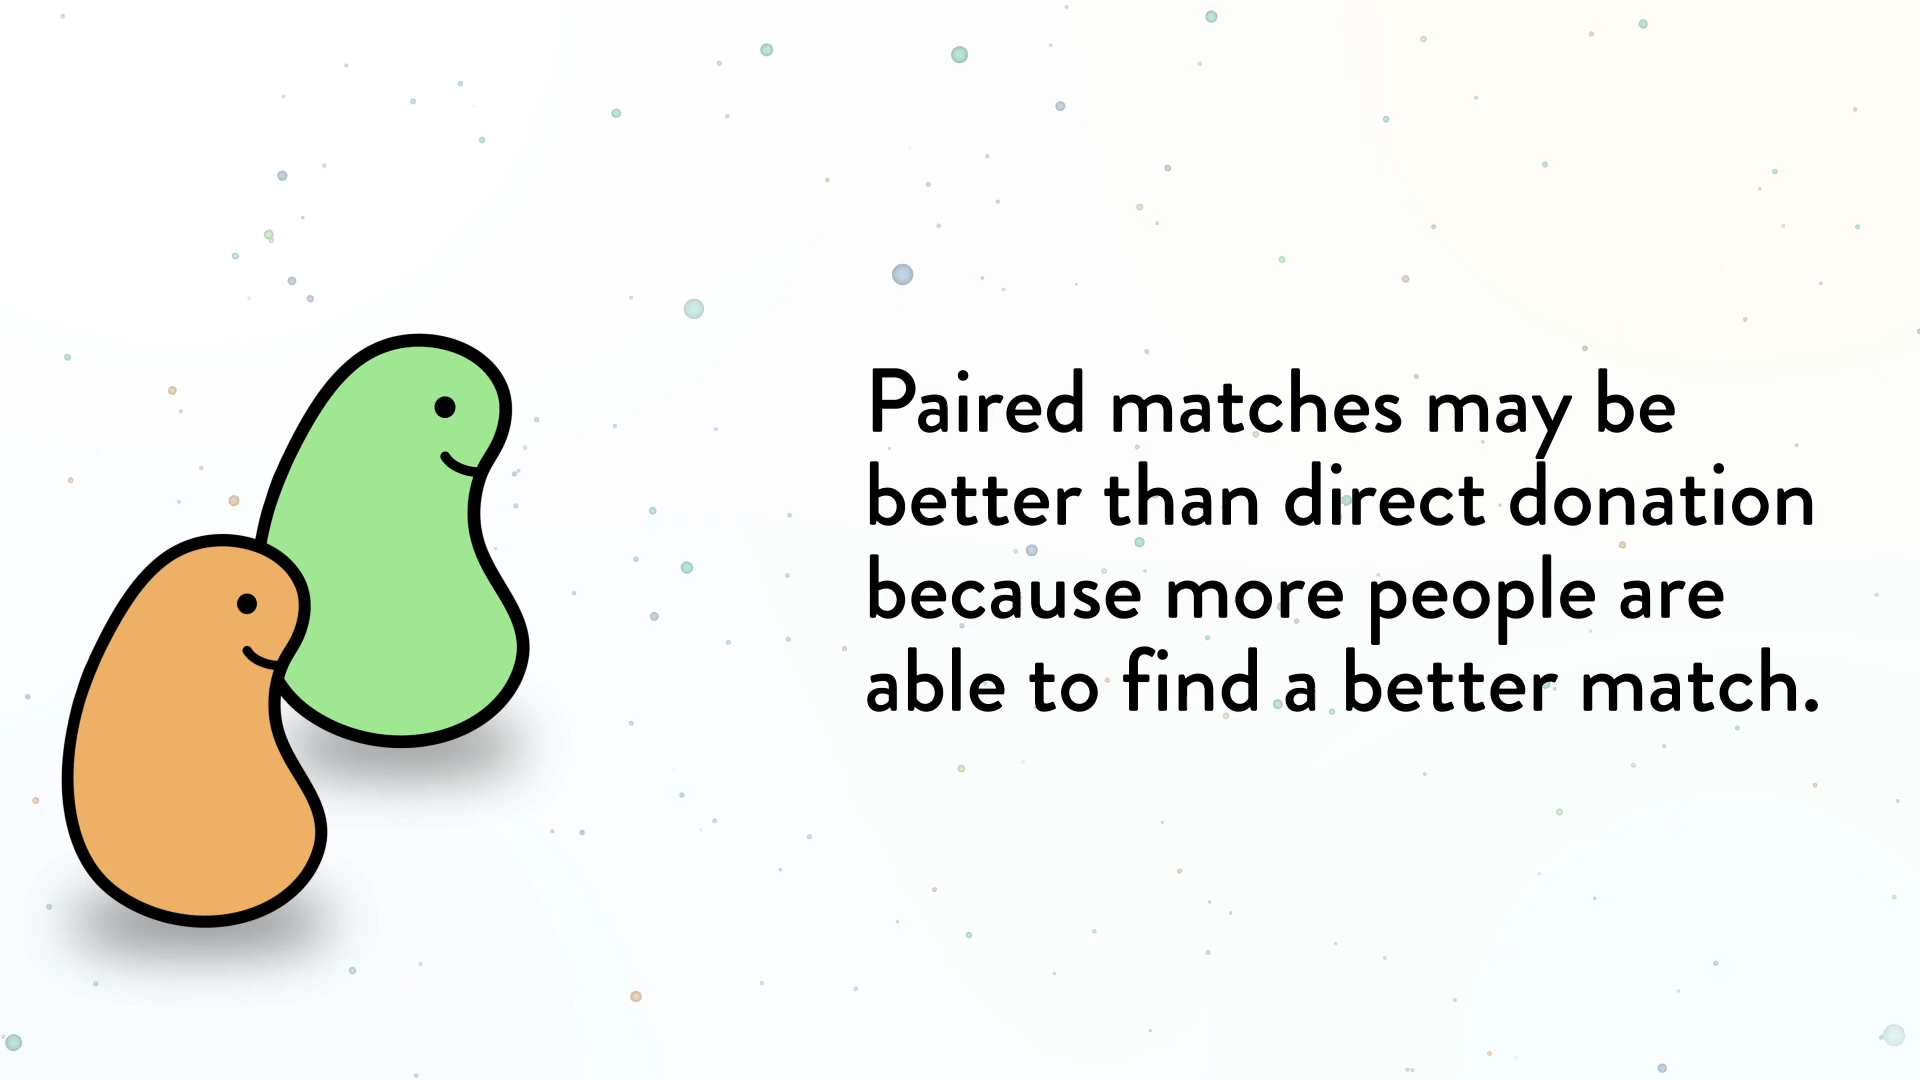 Paired matches may be
better than direct donation
because more people are
able to find a better match.